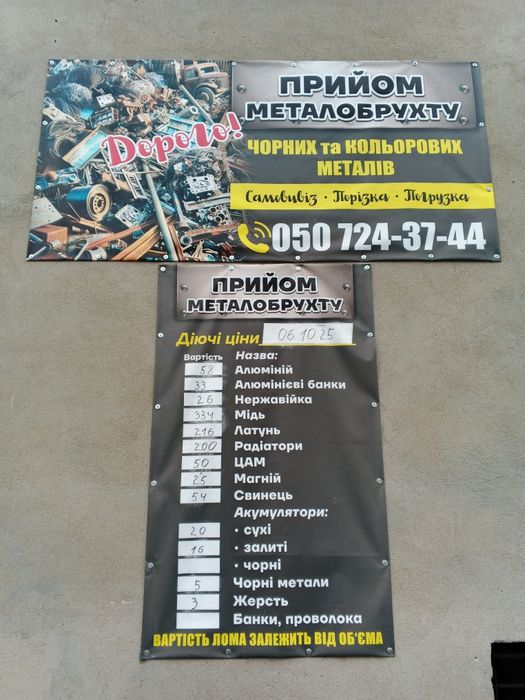 ПРИЙОМ
МЕТАЛОБРУХТУ
Дорого!
ЧОРНИХ та КОЛЬОРОВИХ
МЕТАЛІВ
Самовивіз · Порізка · Погрузка
050 724-37-44
ПРИЙОМ
МЕТАЛОБРУХТУ
Діючі ціни 06.10 25
Вартість Назва:
58 Алюміній
33 Алюмінієві банки
26 Нержавійка
334 Мідь
216 Латунь
200 Радіатори
50 ЦАМ
25 Магній
54 Свинець
Акумулятори:
20 · сухі
16 · залиті
· чорні
5 Чорні метали
3 Жерсть
Банки, проволока
ВАРТІСТЬ ЛОМА ЗАЛЕЖИТЬ ВІД ОБ'ЄМА